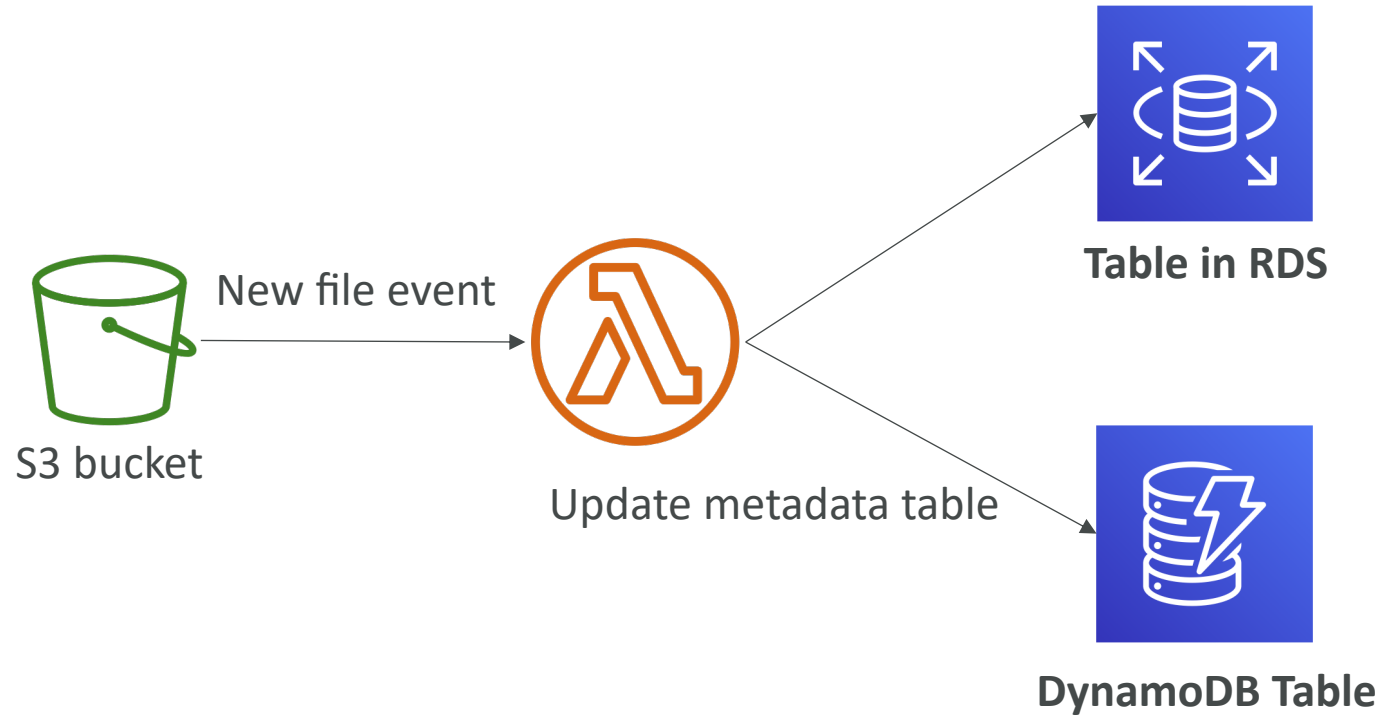 New file event
S3 bucket
Update metadata table
Table in RDS
DynamoDB Table